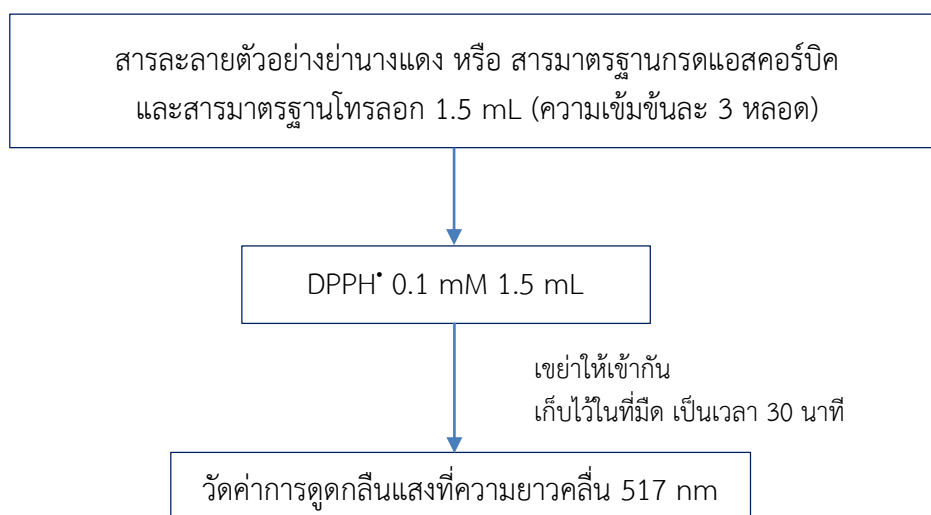 สารละลายตัวอย่างย่านางแดง หรือ สารมาตรฐานกรดแอสคอร์บิค
และสารมาตรฐานโทรลอก 1.5 mL (ความเข้มข้นละ 3 หลอด)
DPPH• 0.1 mM 1.5 mL
เขย่าให้เข้ากัน
เก็บไว้ในที่มืด เป็นเวลา 30 นาที
วัดค่าการดูดกลืนแสงที่ความยาวคลื่น 517 nm